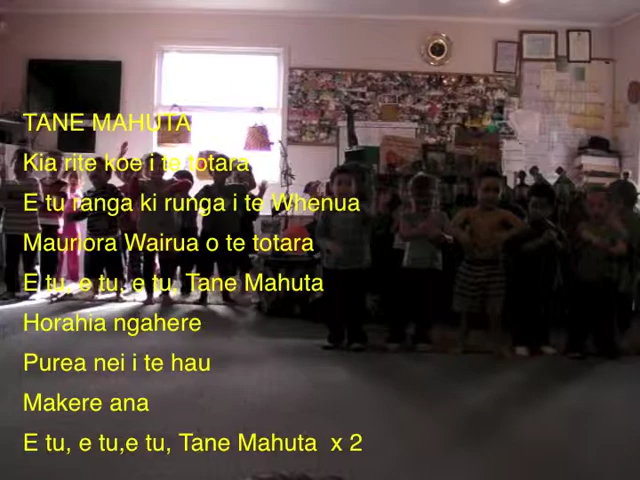 TANE MAHUTA
Kia rite koe i te totara
E tu ranga ki runga i te Whenua
Mauriora Wairua o te totara
E tu, e tu, e tu, Tane Mahuta
Horahia ngahere
Purea nei i te hau
Makere ana
E tu, e tu,e tu, Tane Mahuta  x 2